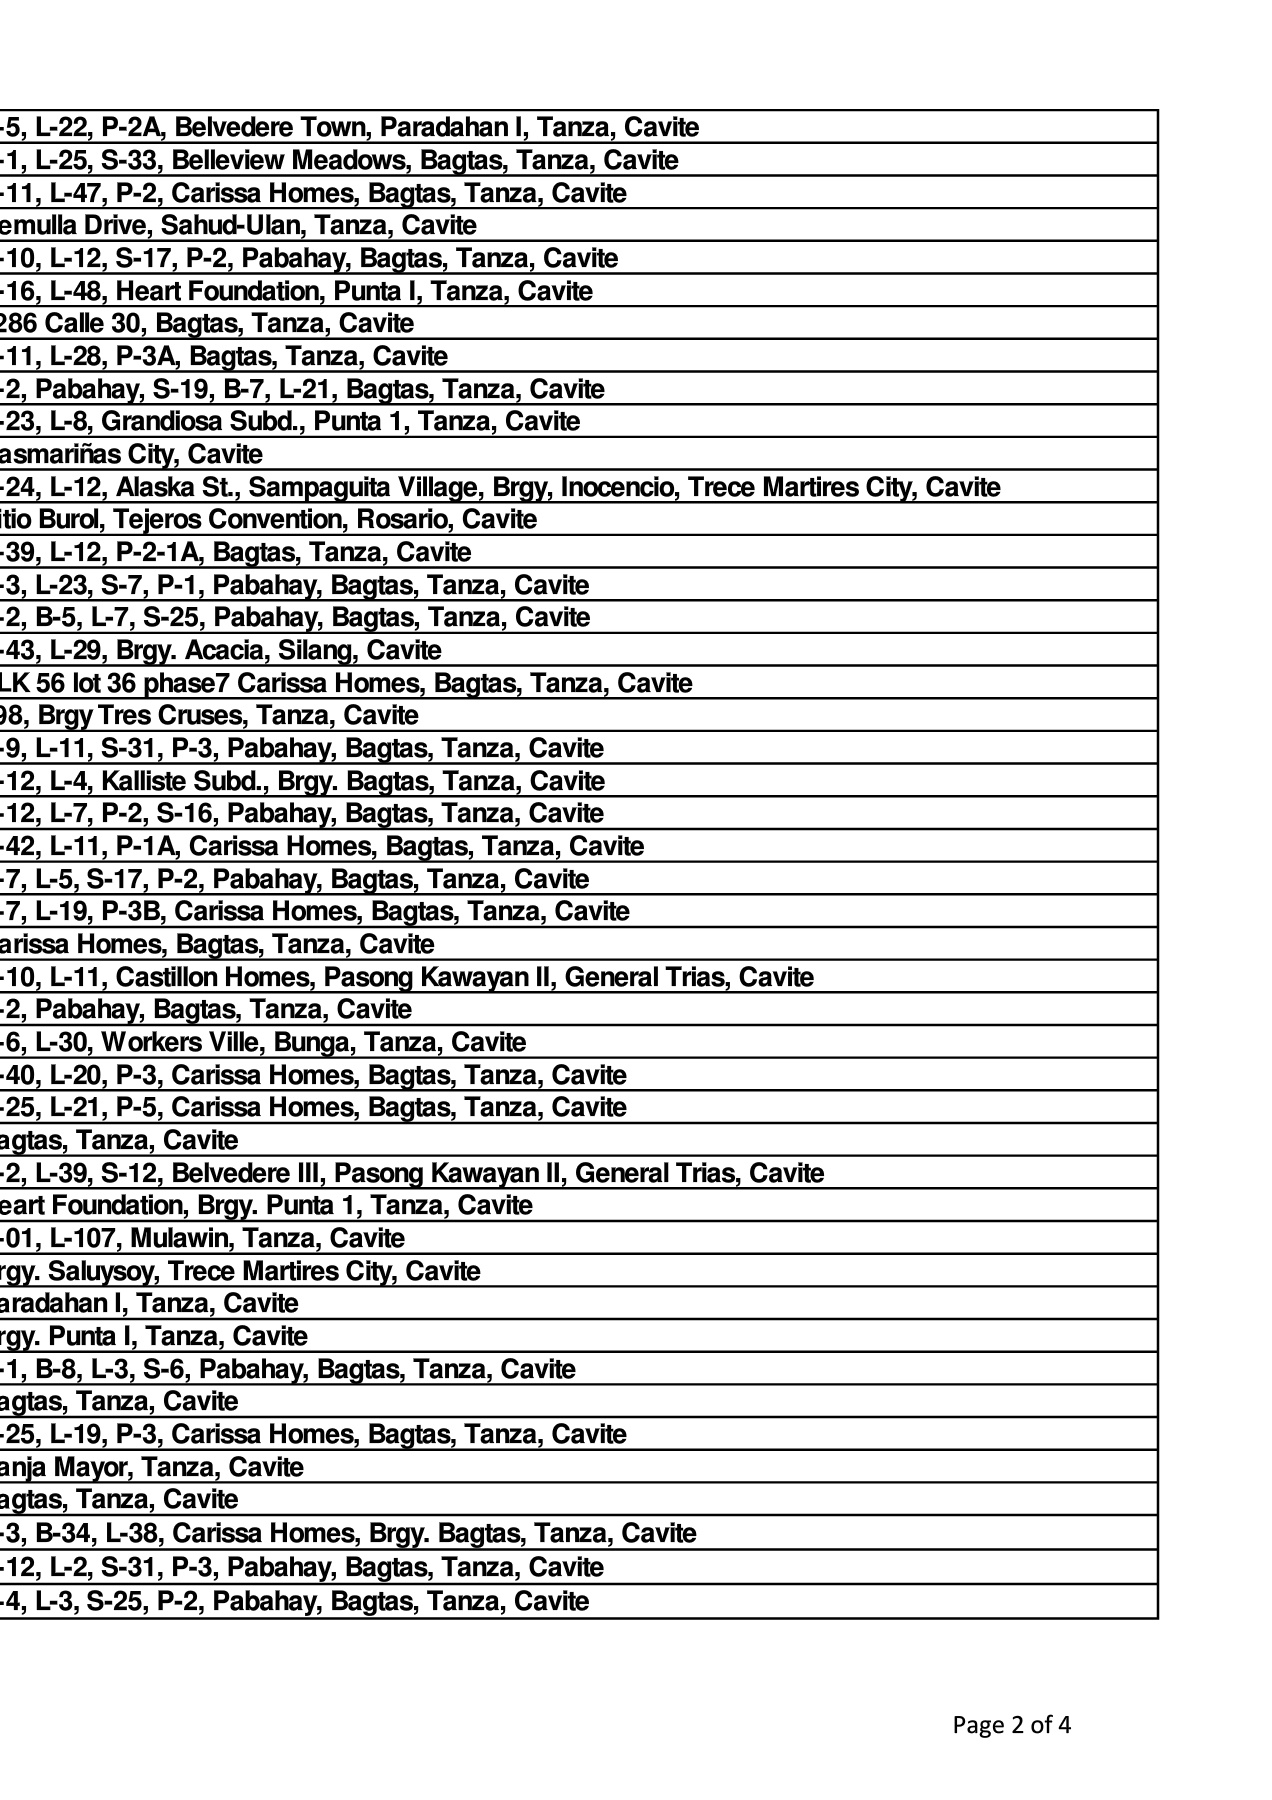 -5, L-22, P-2A, Belvedere Town, Paradahan I, Tanza, Cavite
-1, L-25, S-33, Belleview Meadows, Bagtas, Tanza, Cavite
-11, L-47, P-2, Carissa Homes, Bagtas, Tanza, Cavite
emulla Drive, Sahud-Ulan, Tanza, Cavite
-10, L-12, S-17, P-2, Pabahay, Bagtas, Tanza, Cavite
-16, L-48, Heart Foundation, Punta I, Tanza, Cavite
286 Calle 30, Bagtas, Tanza, Cavite
-11, L-28, P-3A, Bagtas, Tanza, Cavite
-2, Pabahay, S-19, B-7, L-21, Bagtas, Tanza, Cavite
-23, L-8, Grandiosa Subd., Punta 1, Tanza, Cavite
asmariñas City, Cavite
-24, L-12, Alaska St., Sampaguita Village, Brgy, Inocencio, Trece Martires City, Cavite
itio Burol, Tejeros Convention, Rosario, Cavite
-39, L-12, P-2-1A, Bagtas, Tanza, Cavite
-3, L-23, S-7, P-1, Pabahay, Bagtas, Tanza, Cavite
-2, B-5, L-7, S-25, Pabahay, Bagtas, Tanza, Cavite
-43, L-29, Brgy. Acacia, Silang, Cavite
LK 56 lot 36 phase7 Carissa Homes, Bagtas, Tanza, Cavite
98, Brgy Tres Cruses, Tanza, Cavite
-9, L-11, S-31, P-3, Pabahay, Bagtas, Tanza, Cavite
-12, L-4, Kalliste Subd., Brgy. Bagtas, Tanza, Cavite
-12, L-7, P-2, S-16, Pabahay, Bagtas, Tanza, Cavite
-42, L-11, P-1A, Carissa Homes, Bagtas, Tanza, Cavite
-7, L-5, S-17, P-2, Pabahay, Bagtas, Tanza, Cavite
-7, L-19, P-3B, Carissa Homes, Bagtas, Tanza, Cavite
arissa Homes, Bagtas, Tanza, Cavite
-10, L-11, Castillon Homes, Pasong Kawayan II, General Trias, Cavite
-2, Pabahay, Bagtas, Tanza, Cavite
-6, L-30, Workers Ville, Bunga, Tanza, Cavite
-40, L-20, P-3, Carissa Homes, Bagtas, Tanza, Cavite
-25, L-21, P-5, Carissa Homes, Bagtas, Tanza, Cavite
agtas, Tanza, Cavite
-2, L-39, S-12, Belvedere III, Pasong Kawayan II, General Trias, Cavite
eart Foundation, Brgy. Punta 1, Tanza, Cavite
-01, L-107, Mulawin, Tanza, Cavite
rgy. Saluysoy, Trece Martires City, Cavite
aradahan I, Tanza, Cavite
rgy. Punta I, Tanza, Cavite
-1, B-8, L-3, S-6, Pabahay, Bagtas, Tanza, Cavite
agtas, Tanza, Cavite
-25, L-19, P-3, Carissa Homes, Bagtas, Tanza, Cavite
anja Mayor, Tanza, Cavite
agtas, Tanza, Cavite
-3, B-34, L-38, Carissa Homes, Brgy. Bagtas, Tanza, Cavite
-12, L-2, S-31, P-3, Pabahay, Bagtas, Tanza, Cavite
-4, L-3, S-25, P-2, Pabahay, Bagtas, Tanza, Cavite
Page 2 of 4